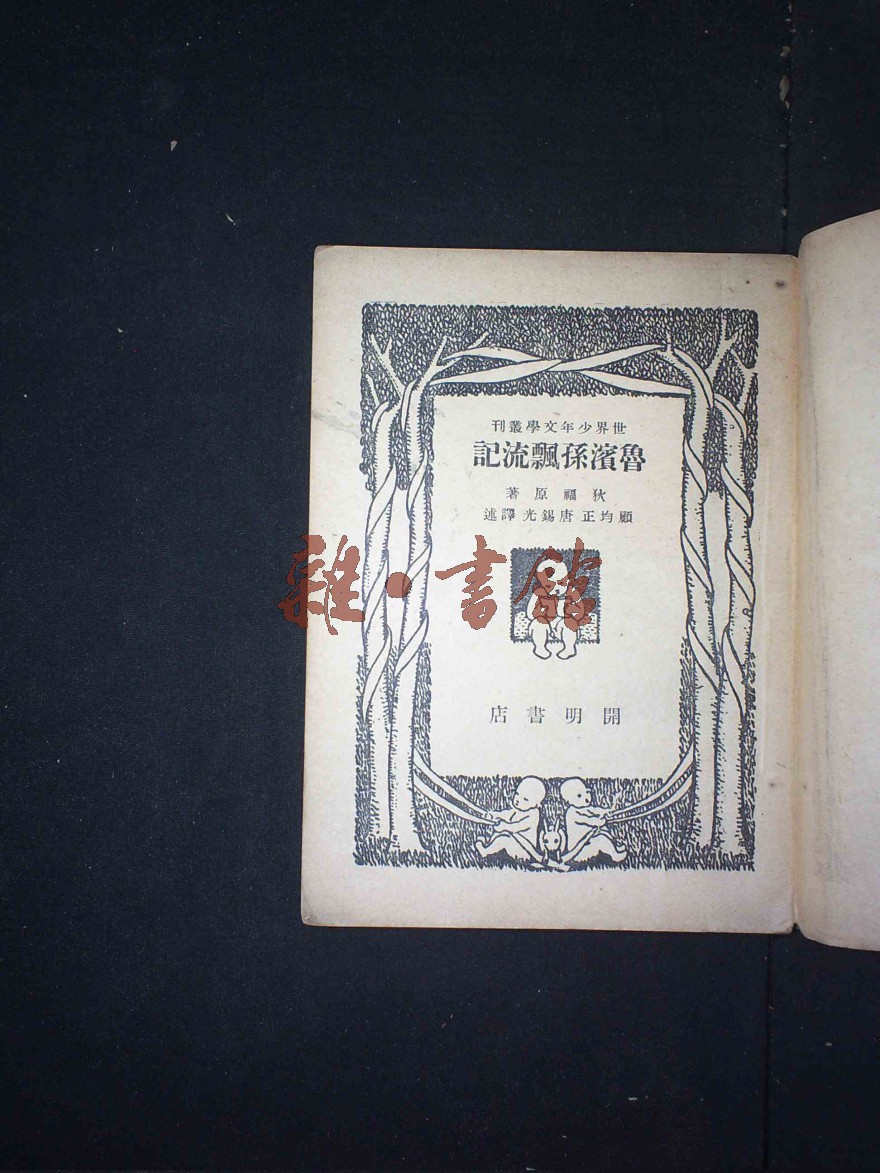 世界少年文學叢刊
魯濱孫飄流記
狄福原著
顧均正 唐錫光 譯述
開明書店
雜·書館